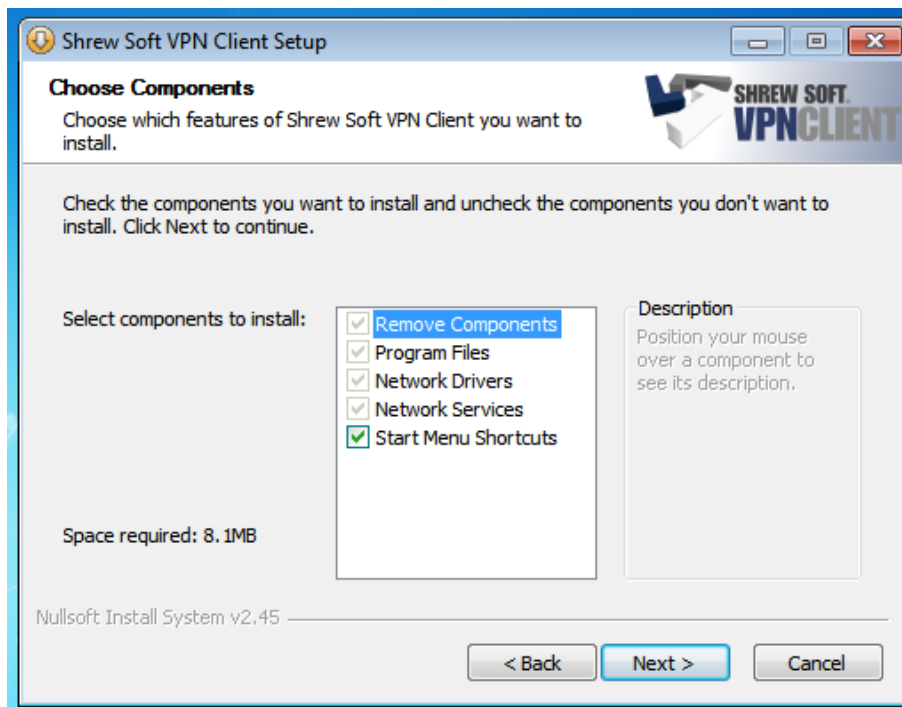 Shrew Soft VPN Client Setup
Choose Components
Choose which features of Shrew Soft VPN Client you want to
install.
SHREW SOFT.
VPNCLIENT
Check the components you want to install and uncheck the components you don't want to
install. Click Next to continue.
Select components to install:
Remove Components
Program Files
Network Drivers
Network Services
Start Menu Shortcuts
Description
Position your mouse
over a component to
see its description.
Space required: 8.1MB
Nullsoft Install System v2.45
< Back
Next >
Cancel